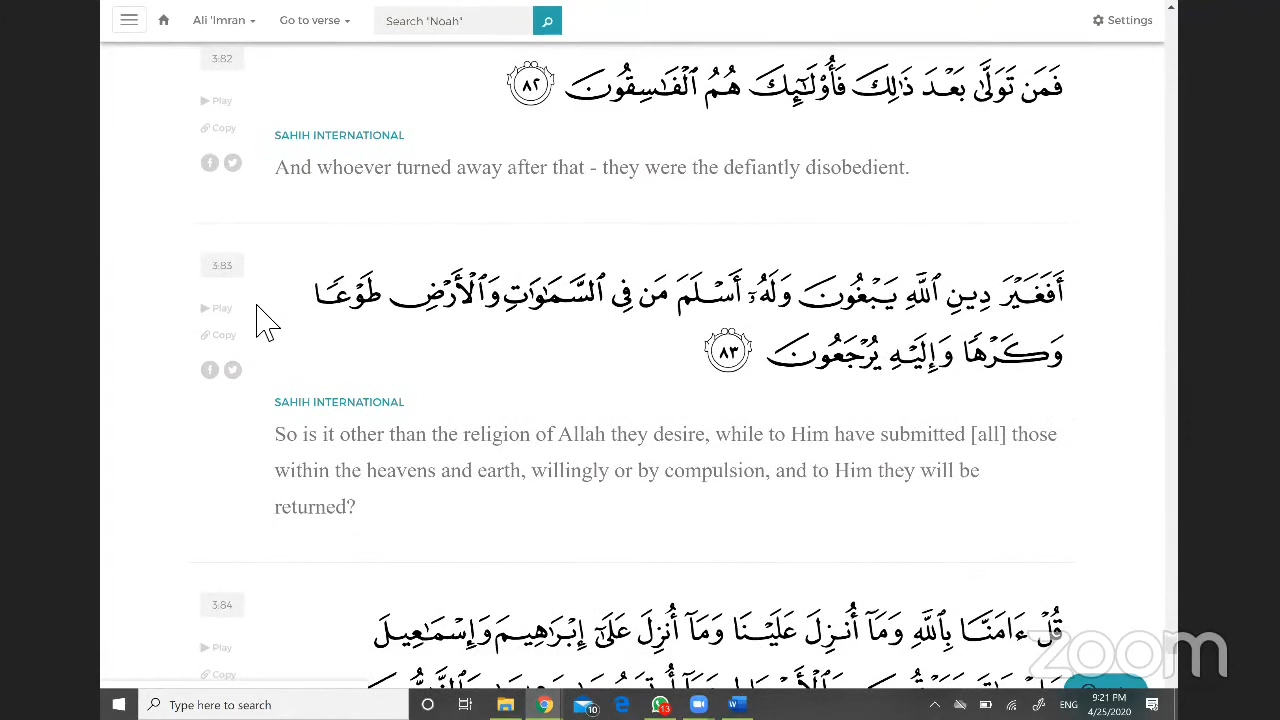 Ali 'Imran
Go to verse
Search "Noah"
Settings
3:82
فَمَن تَوَلَّىٰ بَعْدَ ذَٰلِكَ فَأُو۟لَـٰٓئِكَ هُمُ ٱلْفَـٰسِقُونَ ٨٢
Play
Copy
SAHIH INTERNATIONAL
And whoever turned away after that - they were the defiantly disobedient.
3:83
أَفَغَيْرَ دِينِ ٱللَّهِ يَبْغُونَ وَلَهُۥٓ أَسْلَمَ مَن فِى ٱلسَّمَـٰوَٰتِ وَٱلْأَرْضِ طَوْعًا
Play
وَكَرْهًا وَإِلَيْهِ يُرْجَعُونَ ٨٣
Copy
SAHIH INTERNATIONAL
So is it other than the religion of Allah they desire, while to Him have submitted [all] those
within the heavens and earth, willingly or by compulsion, and to Him they will be
returned?
3:84
قُلْ ءَامَنَّا بِٱللَّهِ وَمَآ أُنزِلَ عَلَيْنَا وَمَآ أُنزِلَ عَلَىٰٓ إِبْرَٰهِيمَ وَإِسْمَـٰعِيلَ
Play
Copy
zoom
Type here to search
10
13
ENG
9:21 PM
4/25/2020